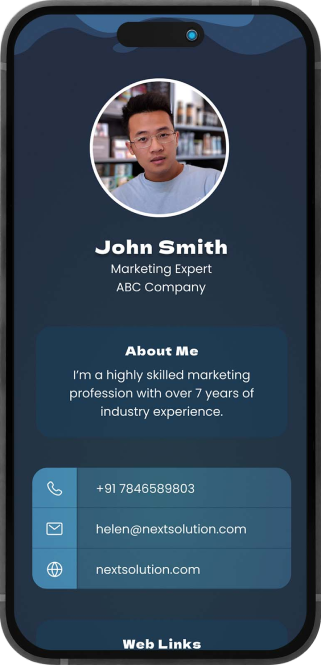 John Smith
Marketing Expert
ABC Company
About Me
I'm a highly skilled marketing
profession with over 7 years of
industry experience.
+91 7846589803
helen@nextsolution.com
nextsolution.com
Web Links